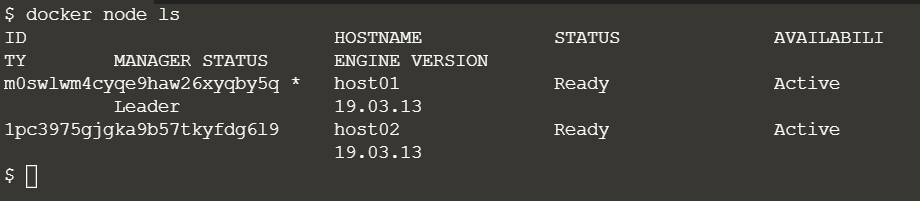 $ docker node ls
ID                            HOSTNAME            STATUS              AVAILABILI
TY        MANAGER STATUS      ENGINE VERSION
m0swlwm4cyqe9haw26xyqby5q *   host01              Ready               Active
          Leader              19.03.13
1pc3975gjgka9b57tkyfdg6l9     host02              Ready               Active
                              19.03.13
$